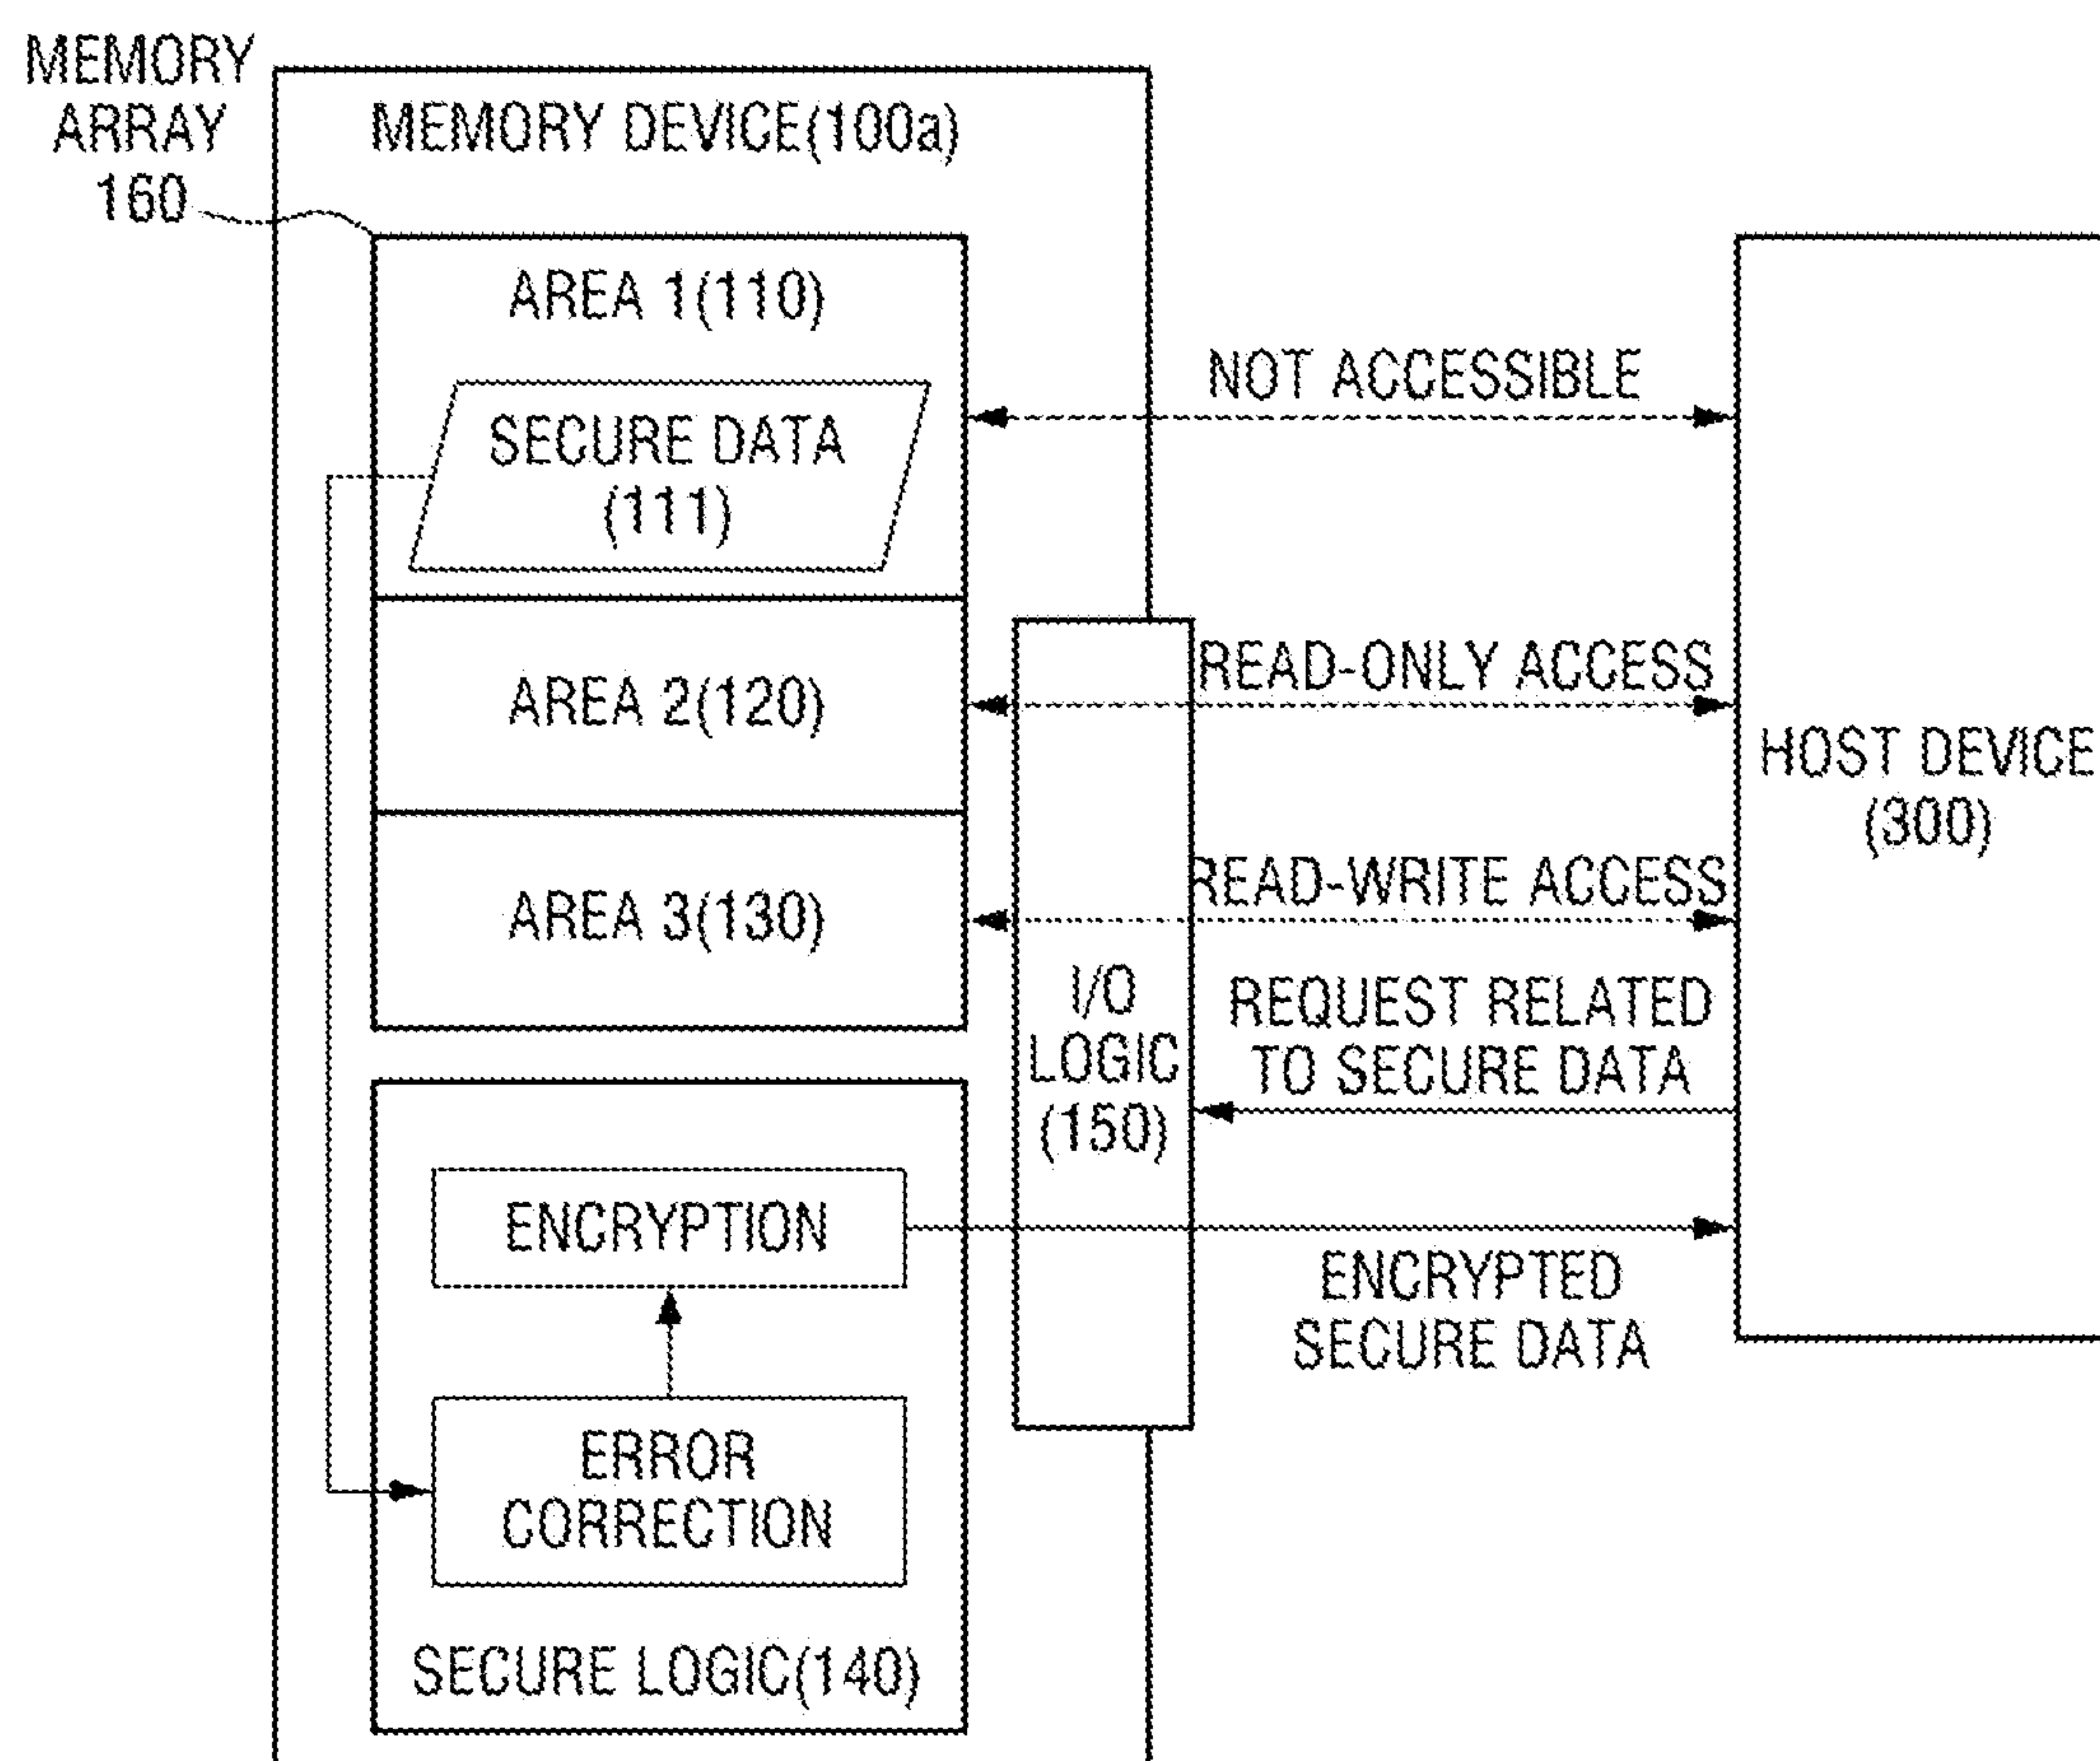 MEMORY
ARRAY
160
MEMORY DEVICE(100a)
AREA 1(110)
SECURE DATA
(111)
AREA 2(120)
AREA 3(130)
NOT ACCESSIBLE
READ-ONLY ACCESS
READ-WRITE ACCESS
REQUEST RELATED
TO SECURE DATA
I/O
LOGIC
(150)
HOST DEVICE
(300)
ENCRYPTION
ENCRYPTED
SECURE DATA
ERROR
CORRECTION
SECURE LOGIC(140)